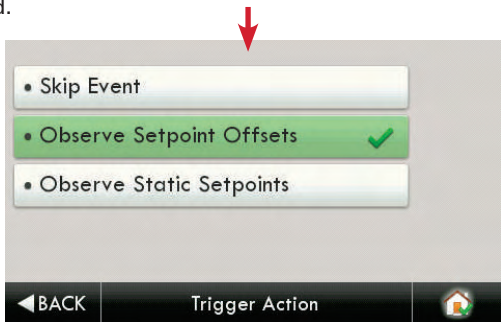 d.
• Skip Event
• Observe Setpoint Offsets
• Observe Static Setpoints
BACK Trigger Action